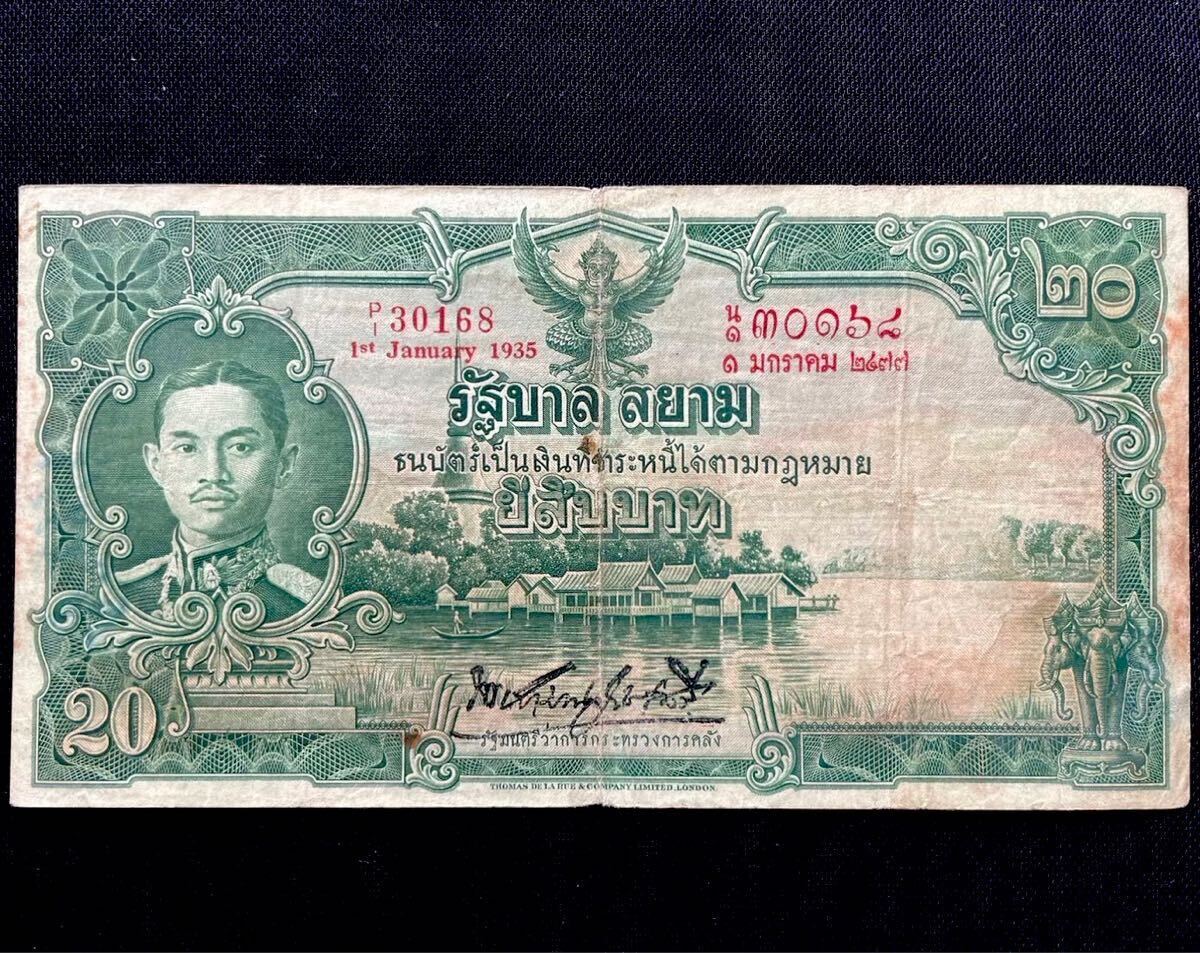 P/1 30168
1st January 1935
น/๑ ๓๐๑๖๘
๑ มกราคม ๒๔๗๗
๒๐
รัฐบาล สยาม
ธนบัตร์เป็นเงินที่ชำระหนี้ได้ตามกฎหมาย
ยี่สิบบาท
20
รัฐมนตรีว่าการกระทรวงการคลัง
THOMAS DE LA RUE & COMPANY LIMITED, LONDON.